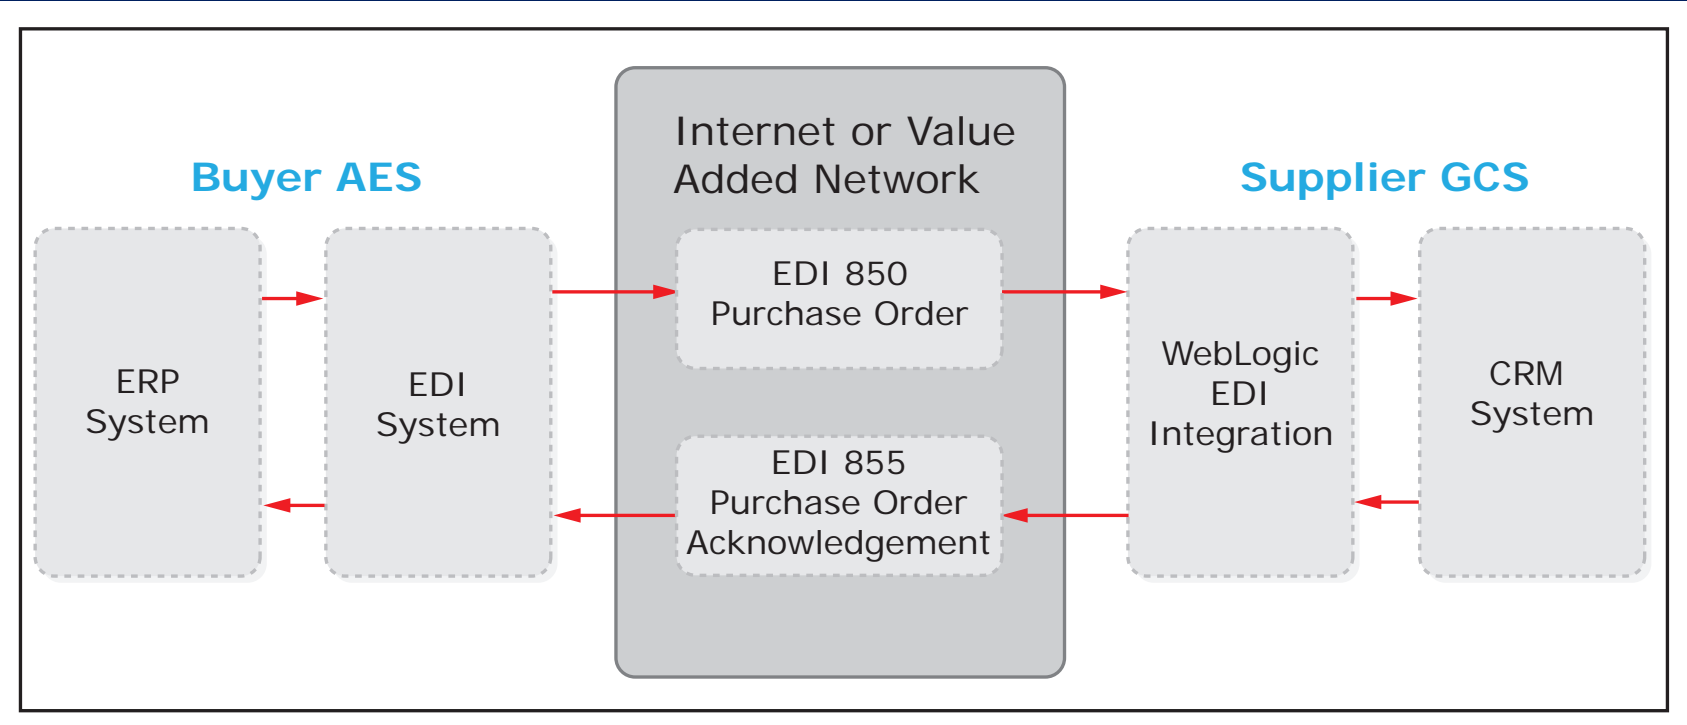 Internet or Value
Added Network
Buyer AES
Supplier GCS
ERP
System
EDI
System
EDI 850
Purchase Order
EDI 855
Purchase Order
Acknowledgement
WebLogic
EDI
Integration
CRM
System